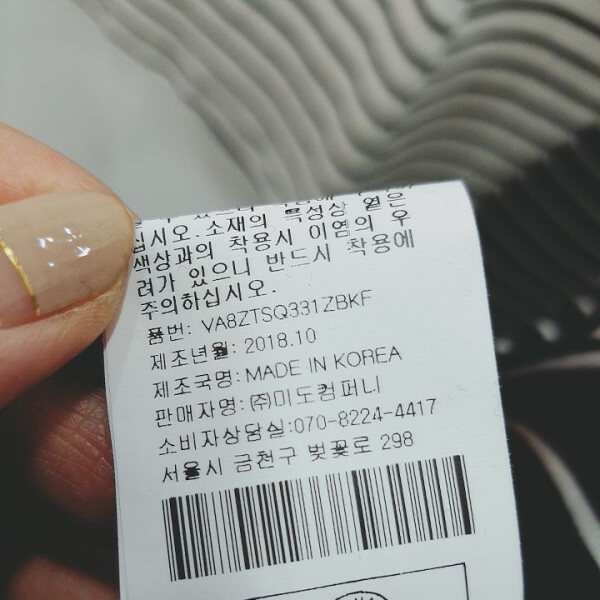 십시오. 소재의 특성상 옅은
색상과의 착용시 이염의 우
려가 있으니 반드시 착용에
주의하십시오.
품번: VA8ZTSQ331ZBKF
제조년월: 2018.10
제조국명: MADE IN KOREA
판매자명: (주)미도컴퍼니
소비자상담실:070-8224-4417
서울시 금천구 벚꽃로 298